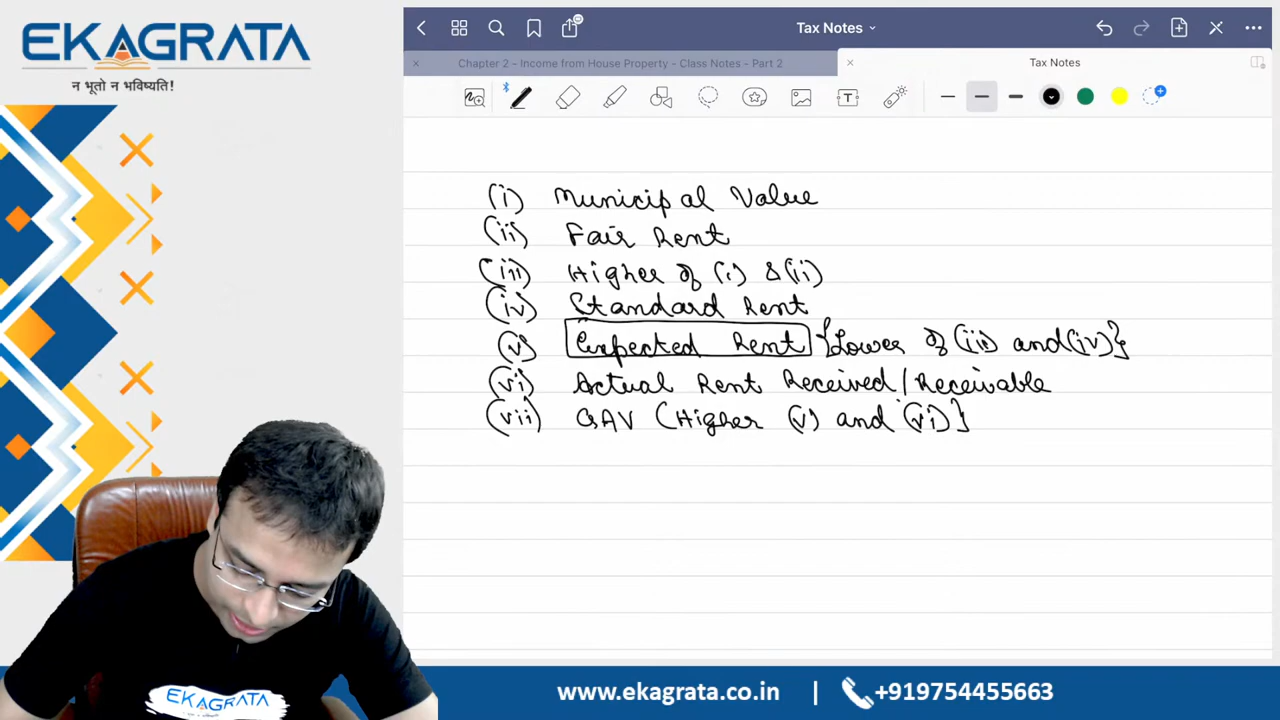 EKAGRATA
न भूतो न भविष्यति!
Tax Notes
Chapter 2 - Income from House Property - Class Notes - Part 2
Tax Notes
(i) Municipal Value
(ii) Fair Rent
(iii) Higher of (i) &(ii)
(iv) Standard Rent
(v) Expected Rent {Lower of (iii) and (iv)}
(vi) Actual Rent Received/Receivable
(vii) GAV (Higher (v) and (vi)}
EKAGRATA
www.ekagrata.co.in | +919754455663